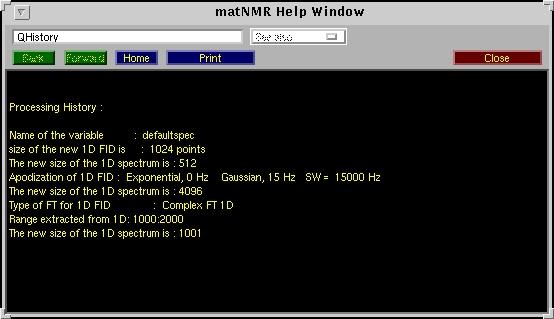 matNMR Help Window
QHistory
Back Forward Home Print Close
Processing History :
Name of the variable : defaultspec
size of the new 1D FID is : 1024 points
The new size of the 1D spectrum is : 512
Apodization of 1D FID : Exponential, 0 Hz Gaussian, 15 Hz SW = 15000 Hz
The new size of the 1D spectrum is : 4096
Type of FT for 1D FID : Complex FT 1D
Range extracted from 1D: 1000:2000
The new size of the 1D spectrum is : 1001